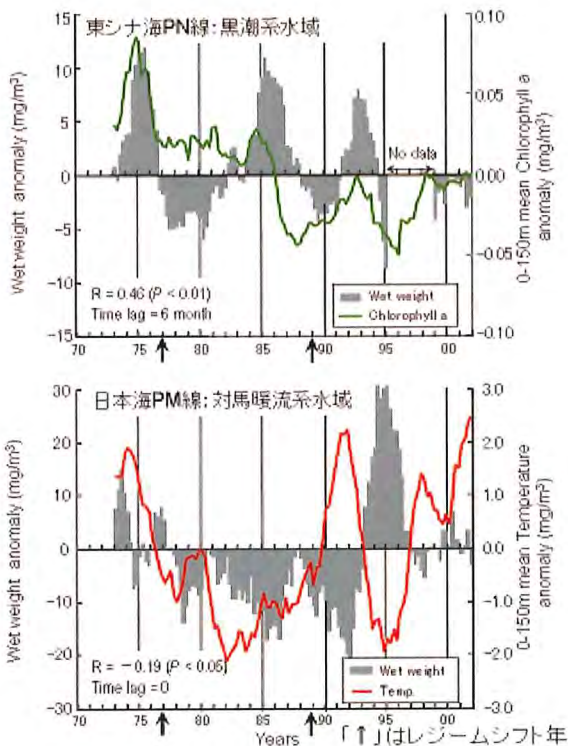 東シナ海PN線:黒潮系水域
Wet weight anomaly (mg/m³)
15
10
5
0
−5
−10
−15
0.10
0.05
0.00
−0.05
−0.10
0-150m mean Chlorophyll a
anomaly (mg/m³)
No data
R = 0.46 (P < 0.01)
Time lag = 6 month
Wet weight
Chlorophyll a
70 75 80 85 90 95 00
日本海PM線:対馬暖流系水域
Wet weight anomaly (mg/m³)
30
20
10
0
−10
−20
−30
3.0
2.0
1.0
0.0
−1.0
−2.0
−3.0
0-150m mean Temperature
anomaly (mg/m³)
R = −0.19 (P < 0.05)
Time lag = 0
Wet weight
Temp.
70 75 80 85 90 95 00
Years
「↑」はレジームシフト年